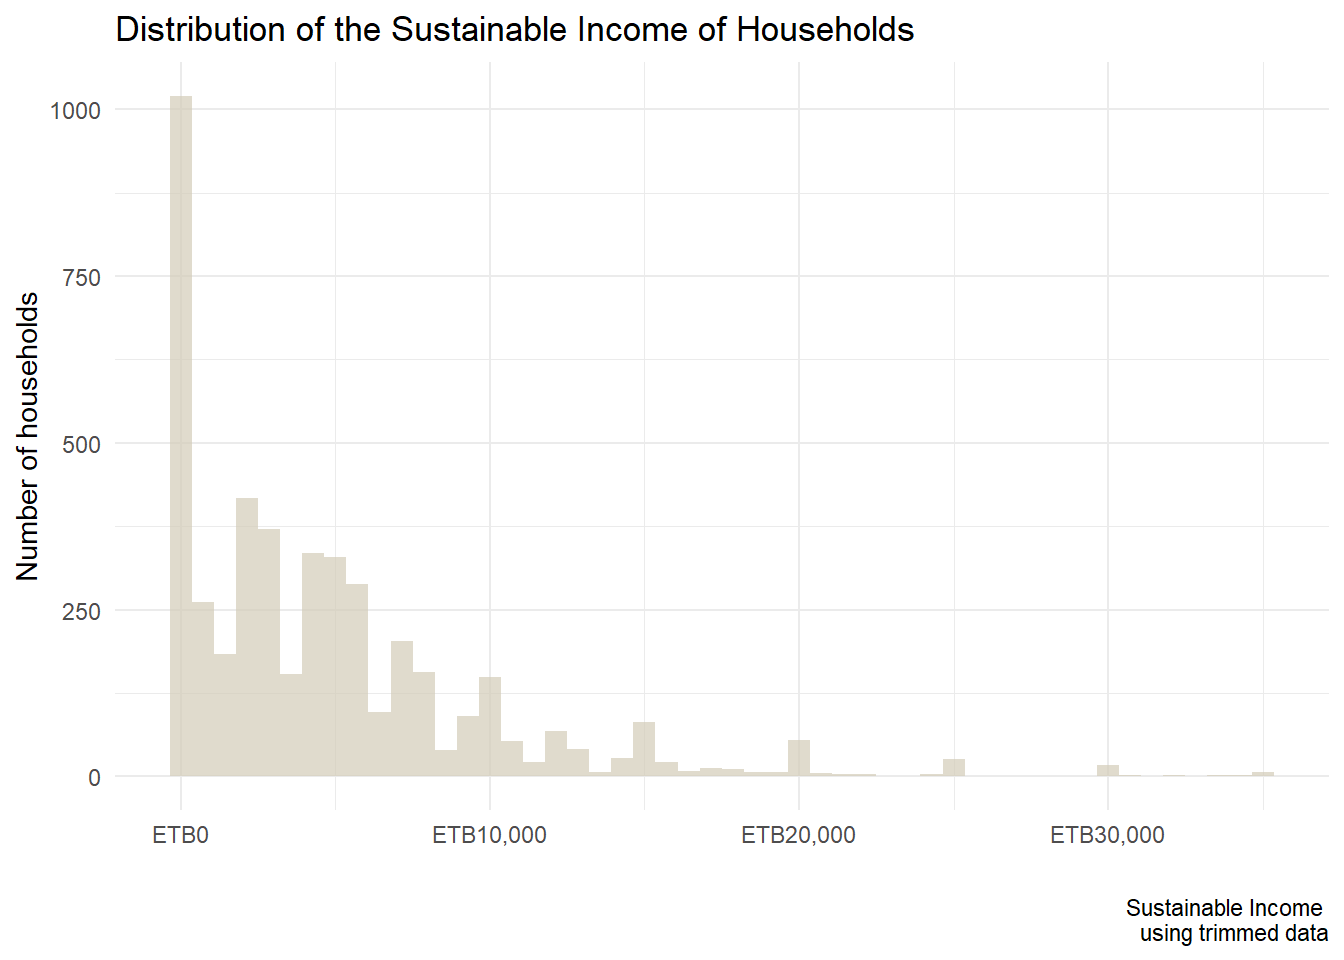 Distribution of the Sustainable Income of Households
Number of households
1000
750
500
250
0
ETB0 ETB10,000 ETB20,000 ETB30,000
Sustainable Income
using trimmed data